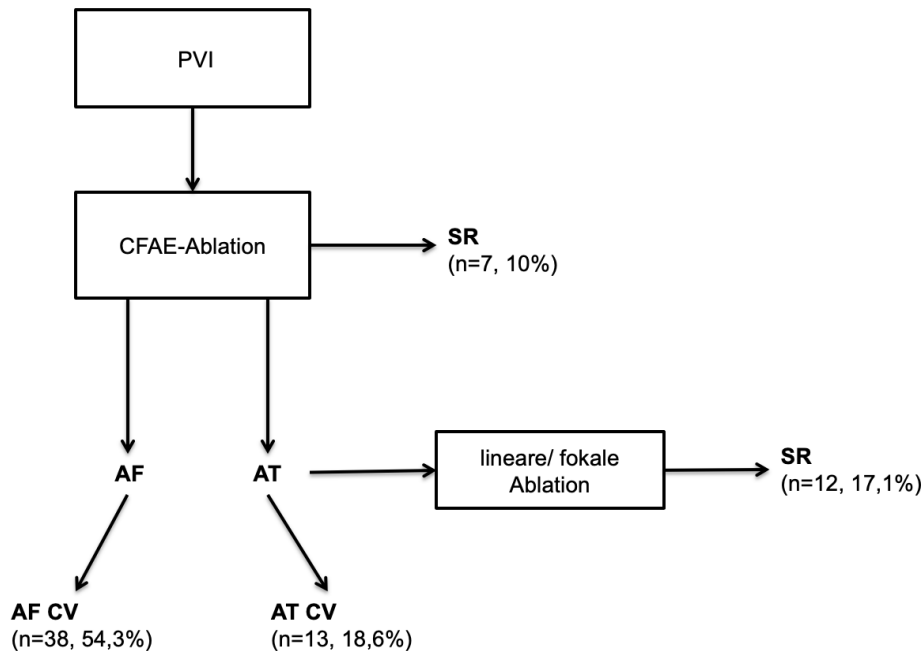 PVI
CFAE-Ablation
SR
(n=7, 10%)
AF
AT
lineare/ fokale
Ablation
SR
(n=12, 17,1%)
AF CV
(n=38, 54,3%)
AT CV
(n=13, 18,6%)